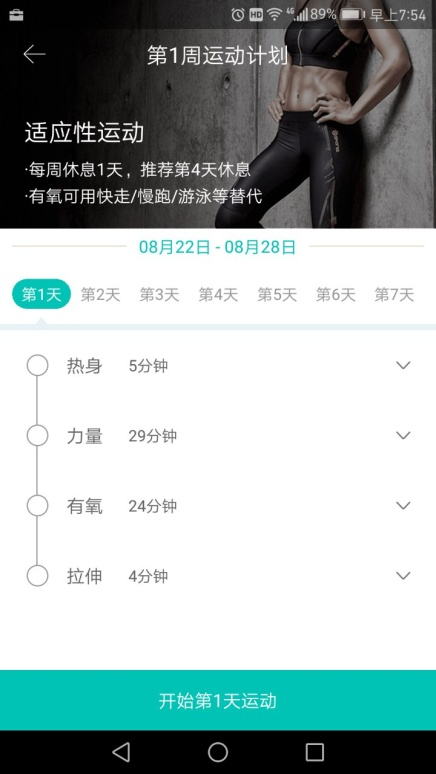 HD 4G 89% 早上7:54
第1周运动计划
适应性运动
·每周休息1天，推荐第4天休息
·有氧可用快走/慢跑/游泳等替代
08月22日 - 08月28日
第1天 第2天 第3天 第4天 第5天 第6天 第7天
热身 5分钟
力量 29分钟
有氧 24分钟
拉伸 4分钟
开始第1天运动